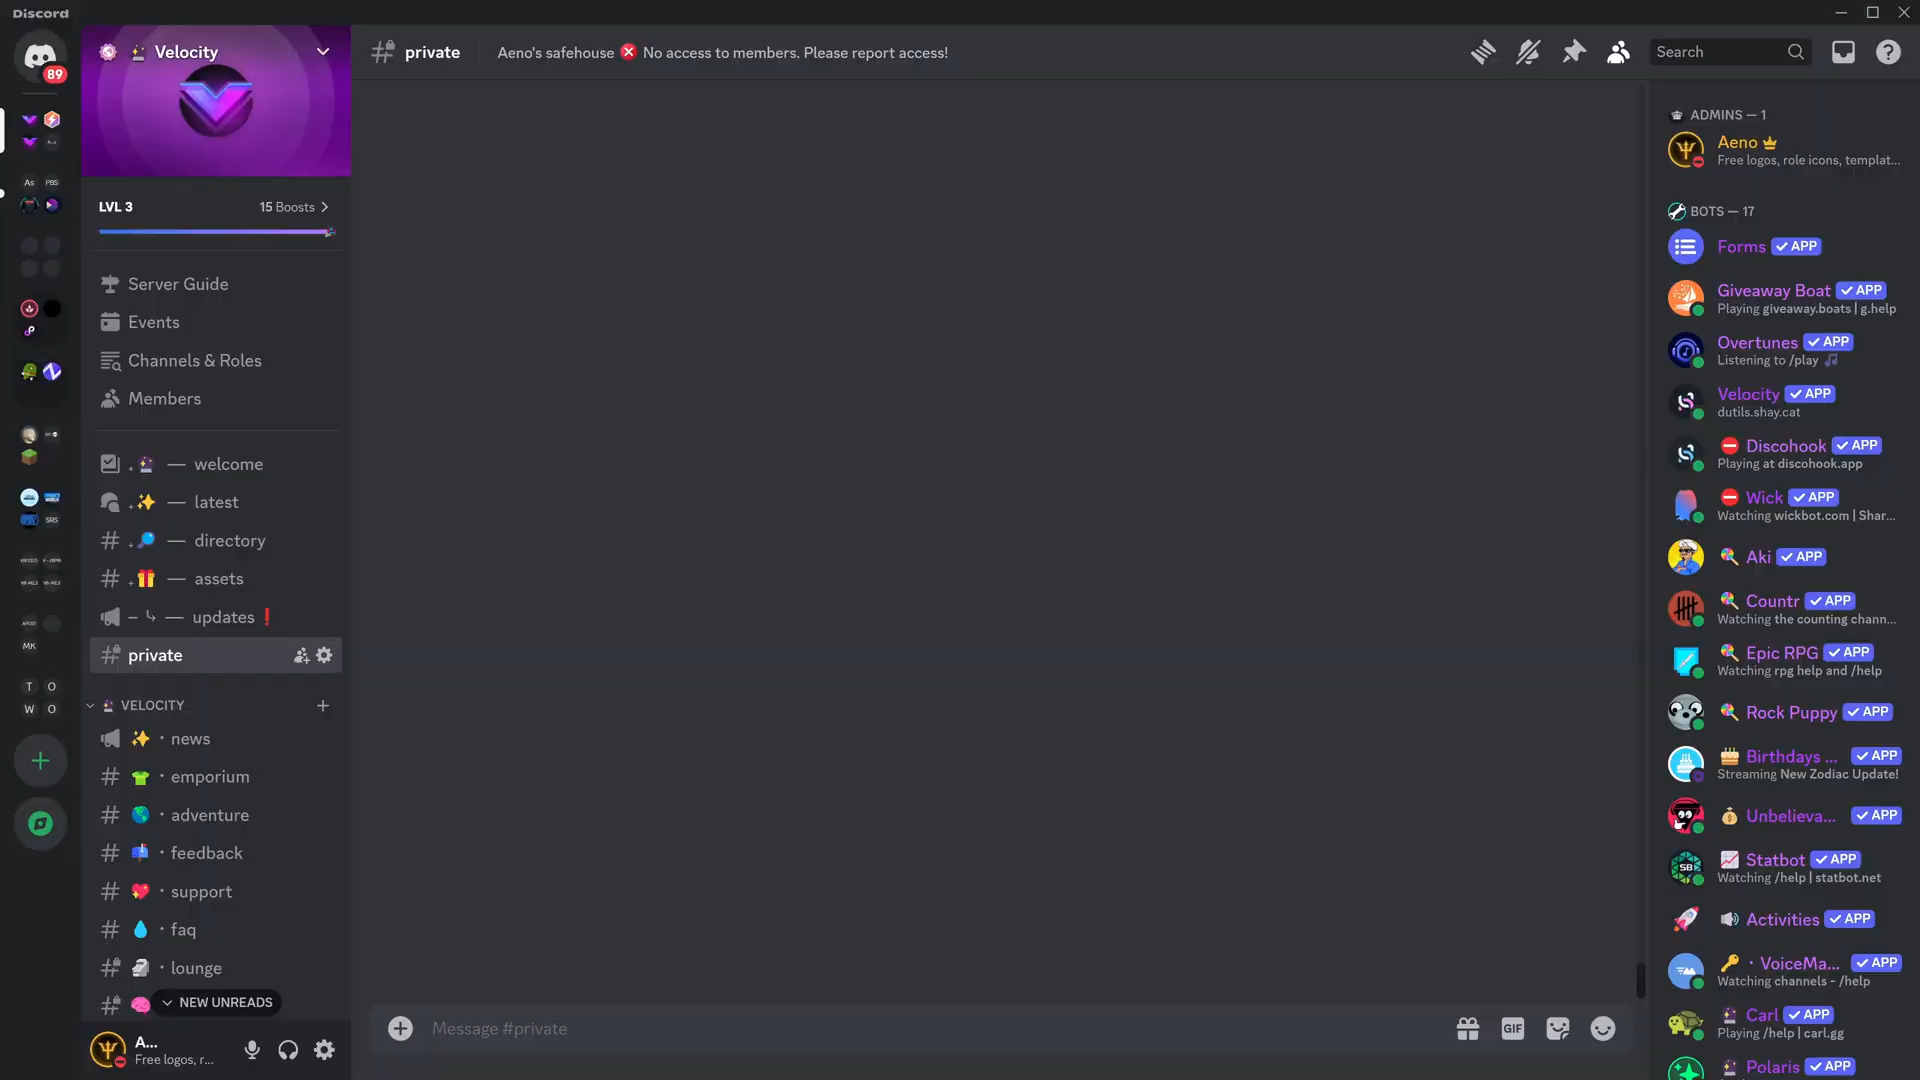 Discord
89
Velocity
LVL 3
15 Boosts
Server Guide
Events
Channels & Roles
Members
— welcome
— latest
— directory
— assets
— updates
private
VELOCITY
· news
· emporium
· adventure
· feedback
· support
· faq
· lounge
NEW UNREADS
A...
Free logos, r...
A..s
As
PBS
SRS
MK
T
O
W
O
private
Aeno's safehouse ❌ No access to members. Please report access!
Search
Message #private
GIF
ADMINS — 1
Aeno
Free logos, role icons, templat...
BOTS — 17
Forms ✓ APP
Giveaway Boat ✓ APP
Playing giveaway.boats | g.help
Overtunes ✓ APP
Listening to /play 🎵
Velocity ✓ APP
dutils.shay.cat
⛔ Discohook ✓ APP
Playing at discohook.app
⛔ Wick ✓ APP
Watching wickbot.com | Shar...
🍭 Aki ✓ APP
🍭 Countr ✓ APP
Watching the counting chann...
🍭 Epic RPG ✓ APP
Watching rpg help and /help
🍭 Rock Puppy ✓ APP
🎂 Birthdays ... ✓ APP
Streaming New Zodiac Update!
💰 Unbelieva... ✓ APP
SB
📈 Statbot ✓ APP
Watching /help | statbot.net
🔊 Activities ✓ APP
🔑 · VoiceMa... ✓ APP
Watching channels - /help
🔮 Carl ✓ APP
Playing /help | carl.gg
🔮 Polaris ✓ APP